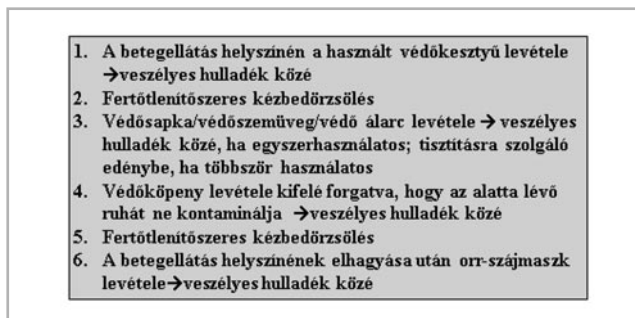 1. A betegellátás helyszínén a használt védőkesztyű levétele
→veszélyes hulladék közé
2. Fertőtlenítőszeres kézbedörzsölés
3. Védősapka/védőszemüveg/védő álarc levétele → veszélyes
hulladék közé, ha egyszerhasználatos; tisztításra szolgáló
edénybe, ha többször használatos
4. Védőköpeny levétele kifelé forgatva, hogy az alatta lévő
ruhát ne kontaminálja →veszélyes hulladék közé
5. Fertőtlenítőszeres kézbedörzsölés
6. A betegellátás helyszínének elhagyása után orr-szájmaszk
levétele→veszélyes hulladék közé